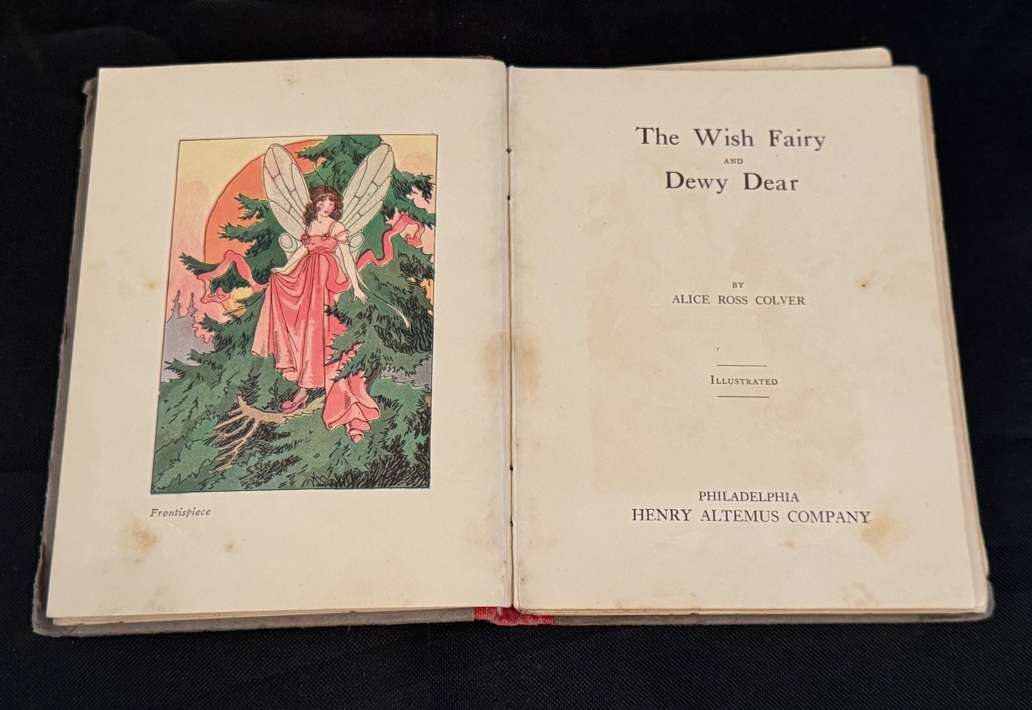 Frontispiece
The Wish Fairy
AND
Dewy Dear
BY
ALICE ROSS COLVER
ILLUSTRATED
PHILADELPHIA
HENRY ALTEMUS COMPANY